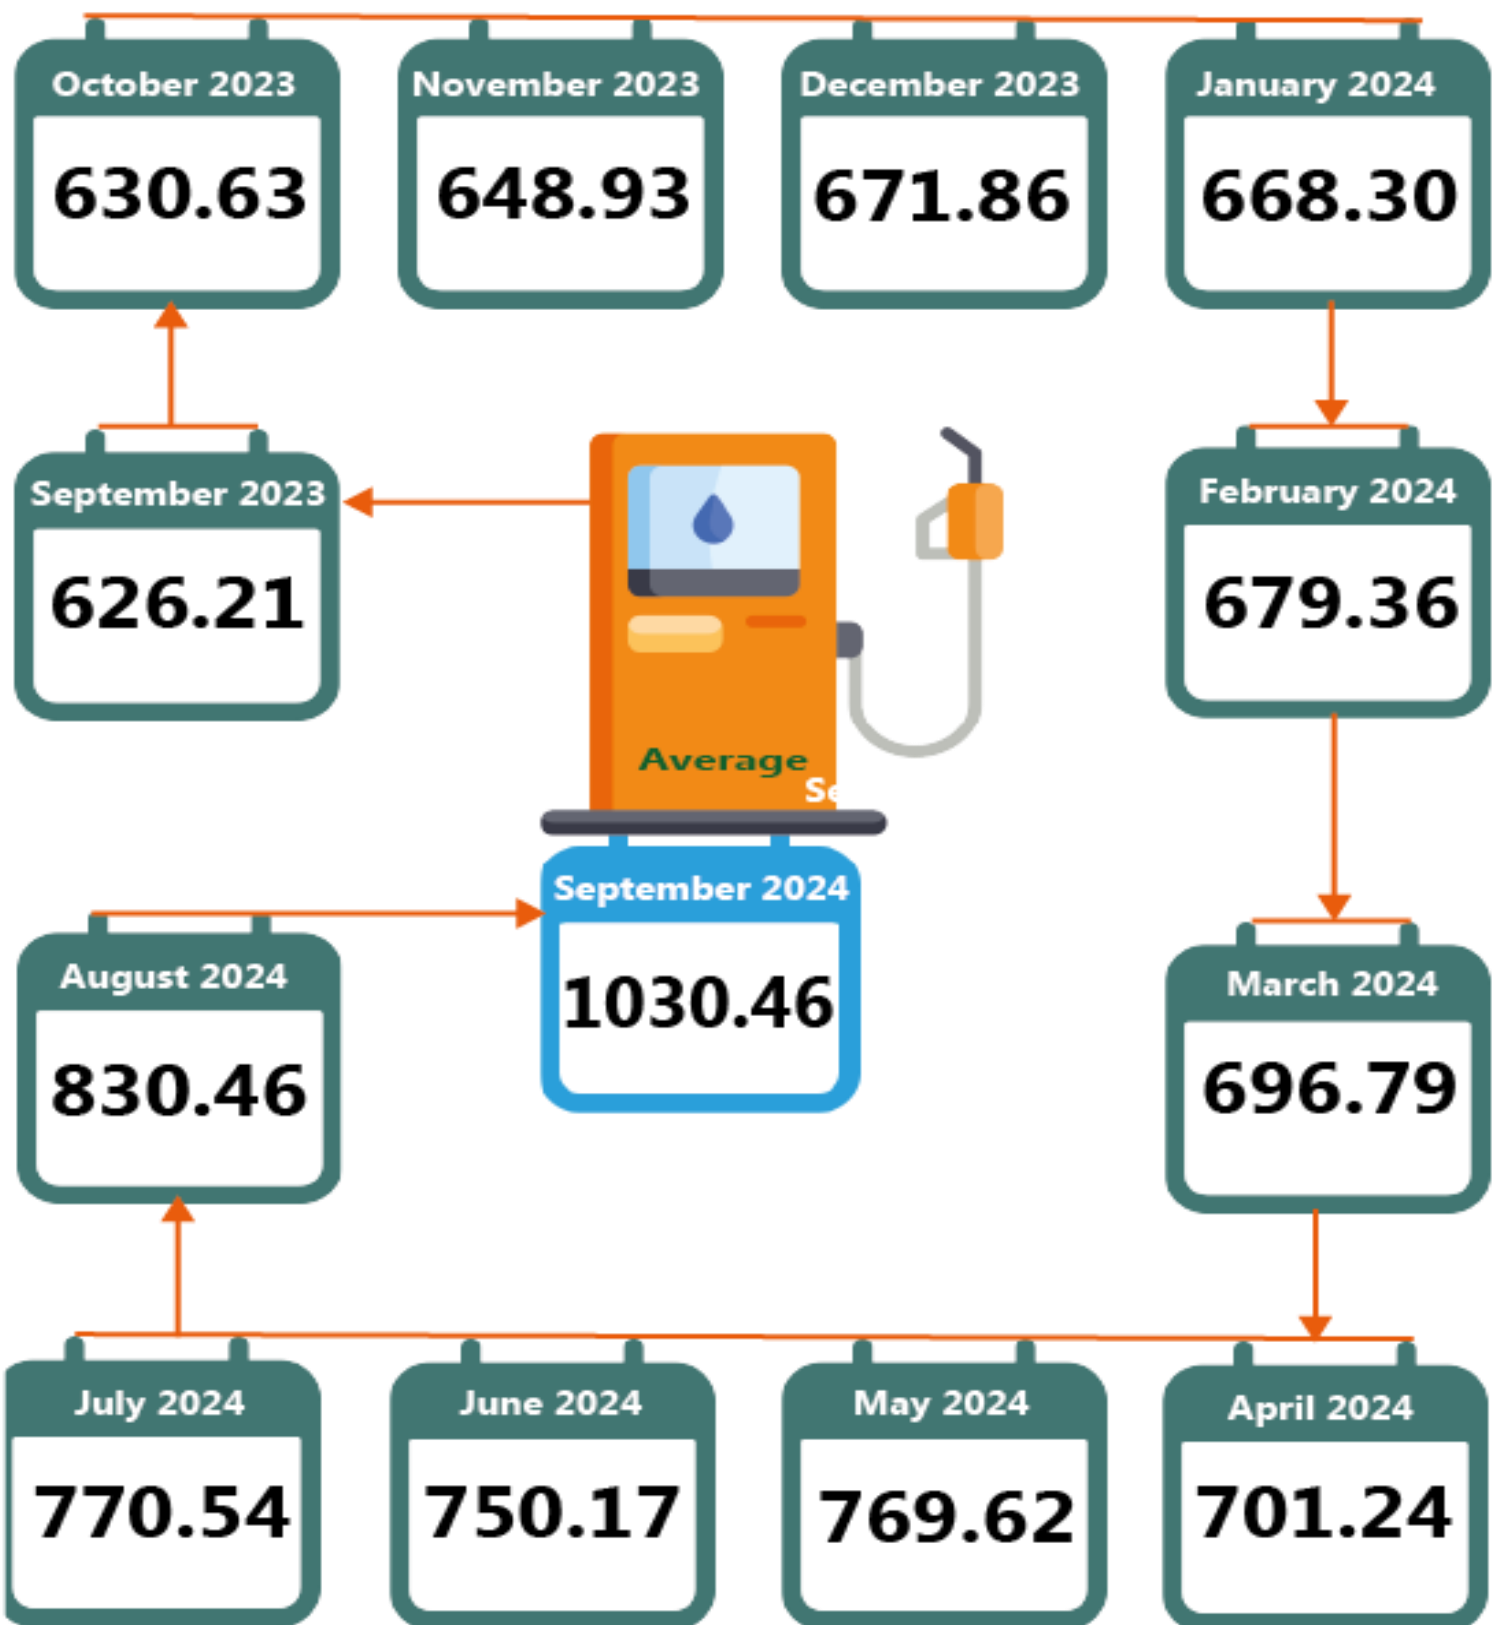 October 2023
630.63
November 2023
648.93
December 2023
671.86
January 2024
668.30
September 2023
626.21
February 2024
679.36
Average
Se
September 2024
1030.46
August 2024
830.46
March 2024
696.79
July 2024
770.54
June 2024
750.17
May 2024
769.62
April 2024
701.24